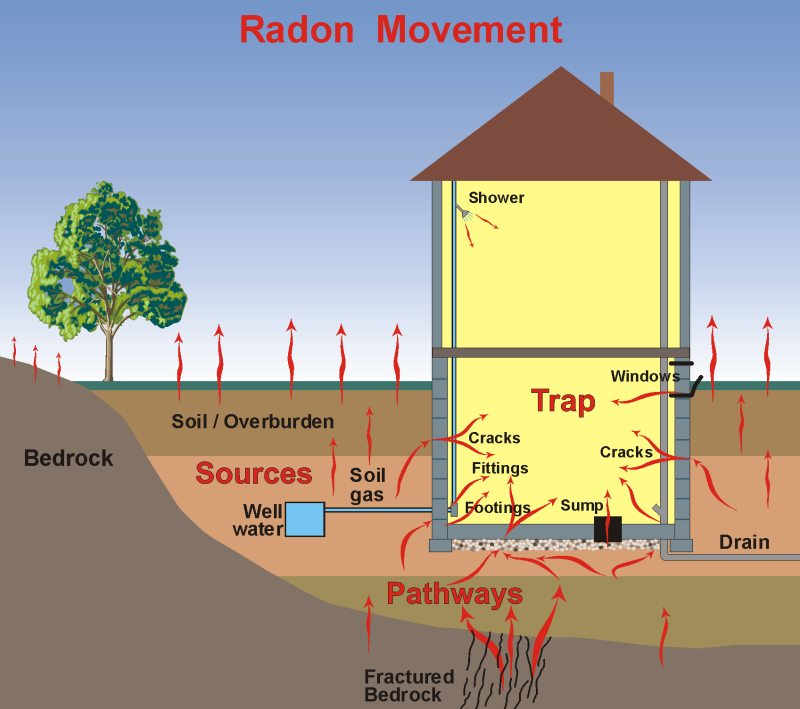 Radon Movement
Shower
Windows
Trap
Soil / Overburden
Cracks
Bedrock
Cracks
Sources
Fittings
Soil
gas
Footings
Sump
Well
water
Drain
Pathways
Fractured
Bedrock